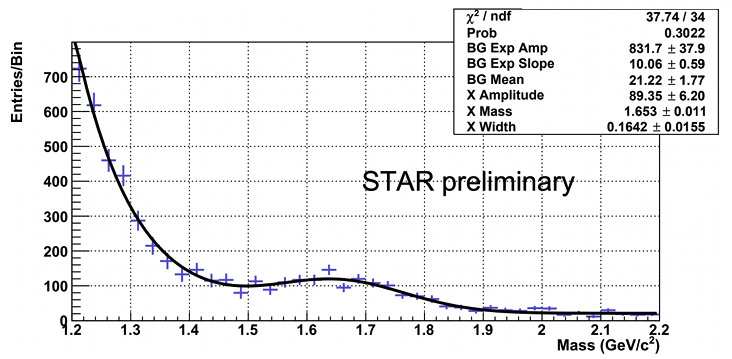 χ² / ndf 37.74 / 34
Prob 0.3022
BG Exp Amp 831.7 ± 37.9
BG Exp Slope 10.06 ± 0.59
BG Mean 21.22 ± 1.77
X Amplitude 89.35 ± 6.20
X Mass 1.653 ± 0.011
X Width 0.1642 ± 0.0155
Entries/Bin
700
600
500
400
300
200
100
0
STAR preliminary
1.2 1.3 1.4 1.5 1.6 1.7 1.8 1.9 2 2.1 2.2
Mass (GeV/c²)